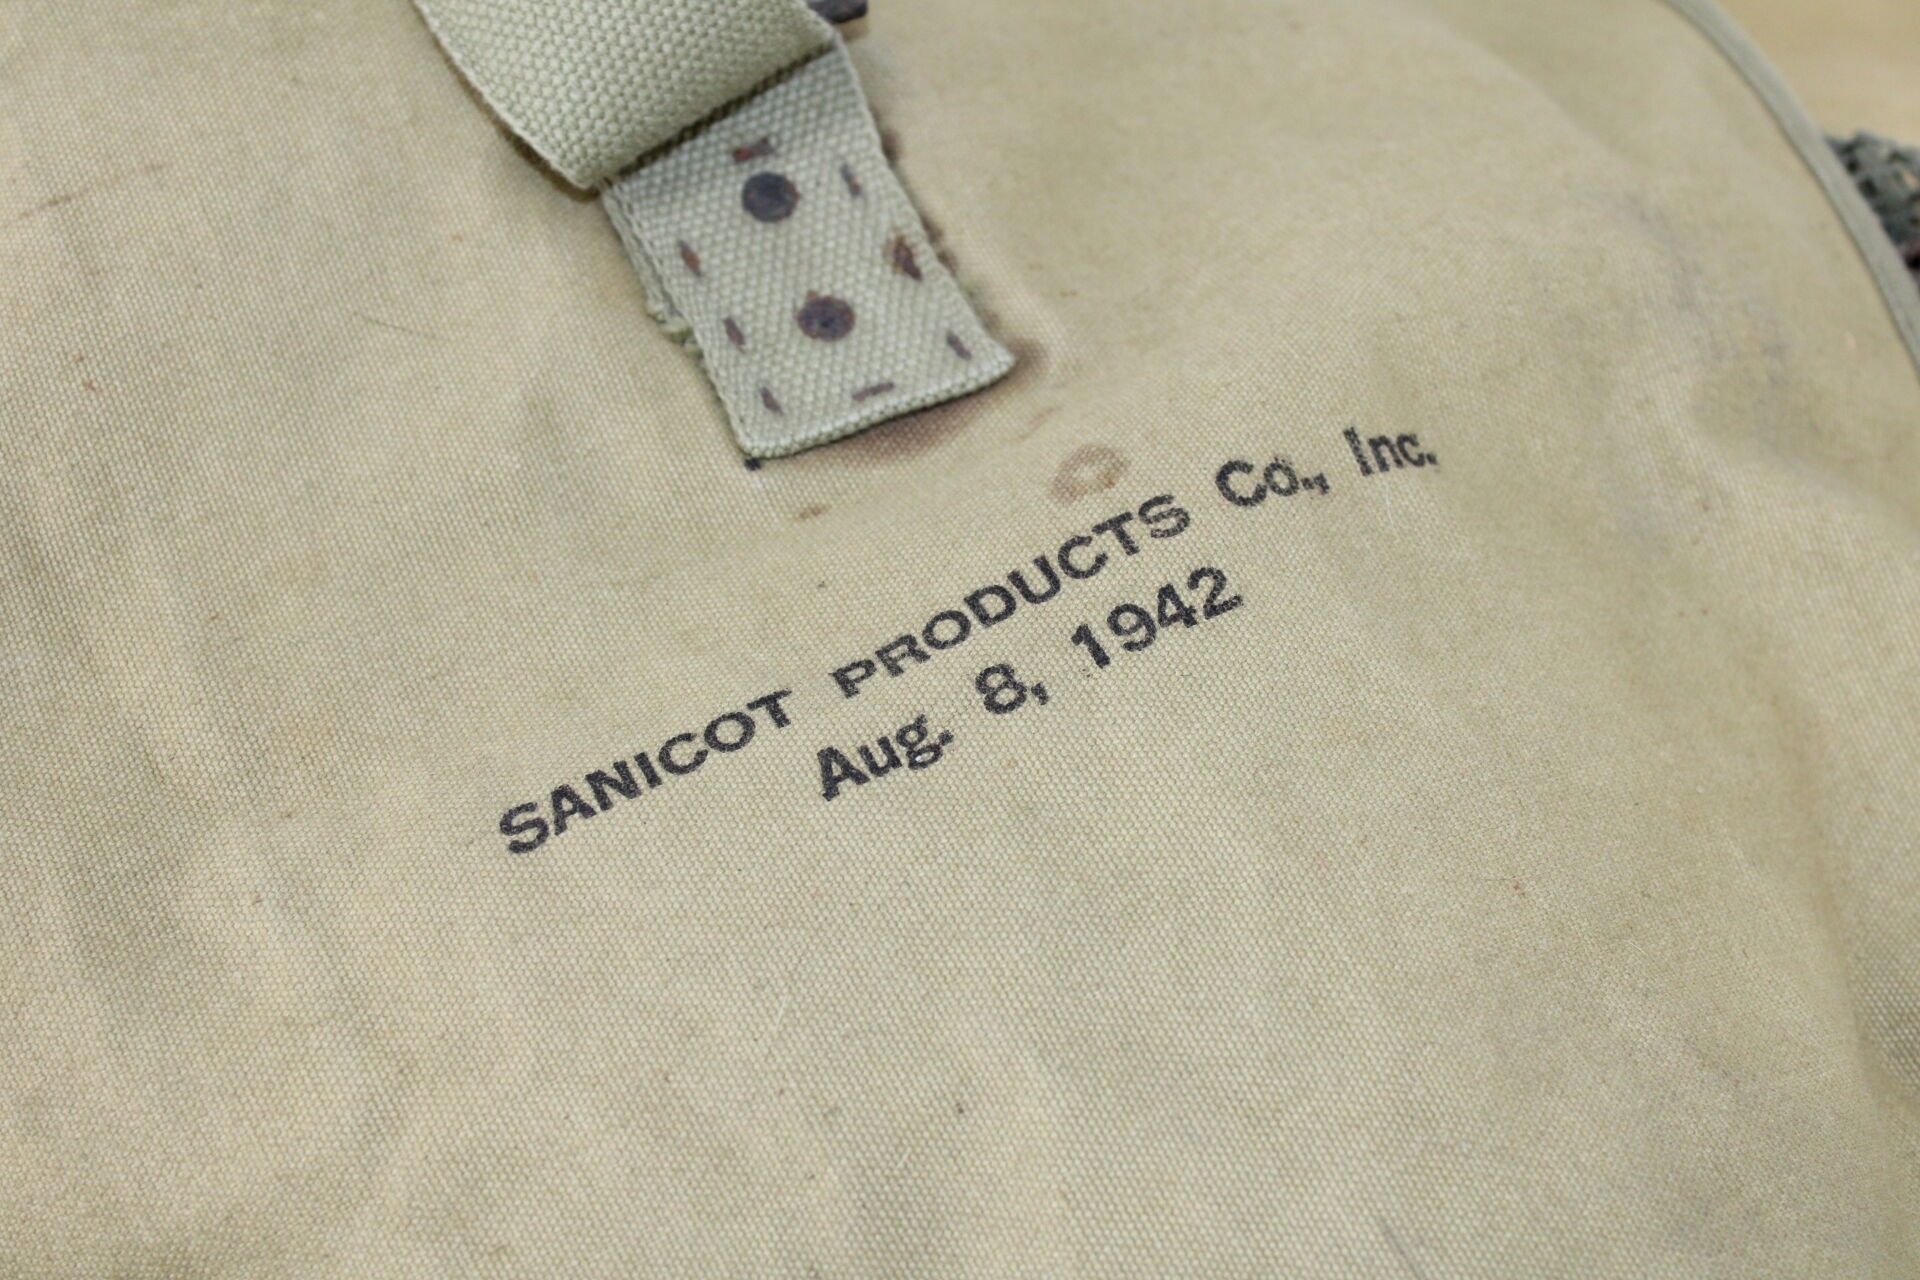 SANICOT PRODUCTS Co., Inc.
Aug. 8, 1942